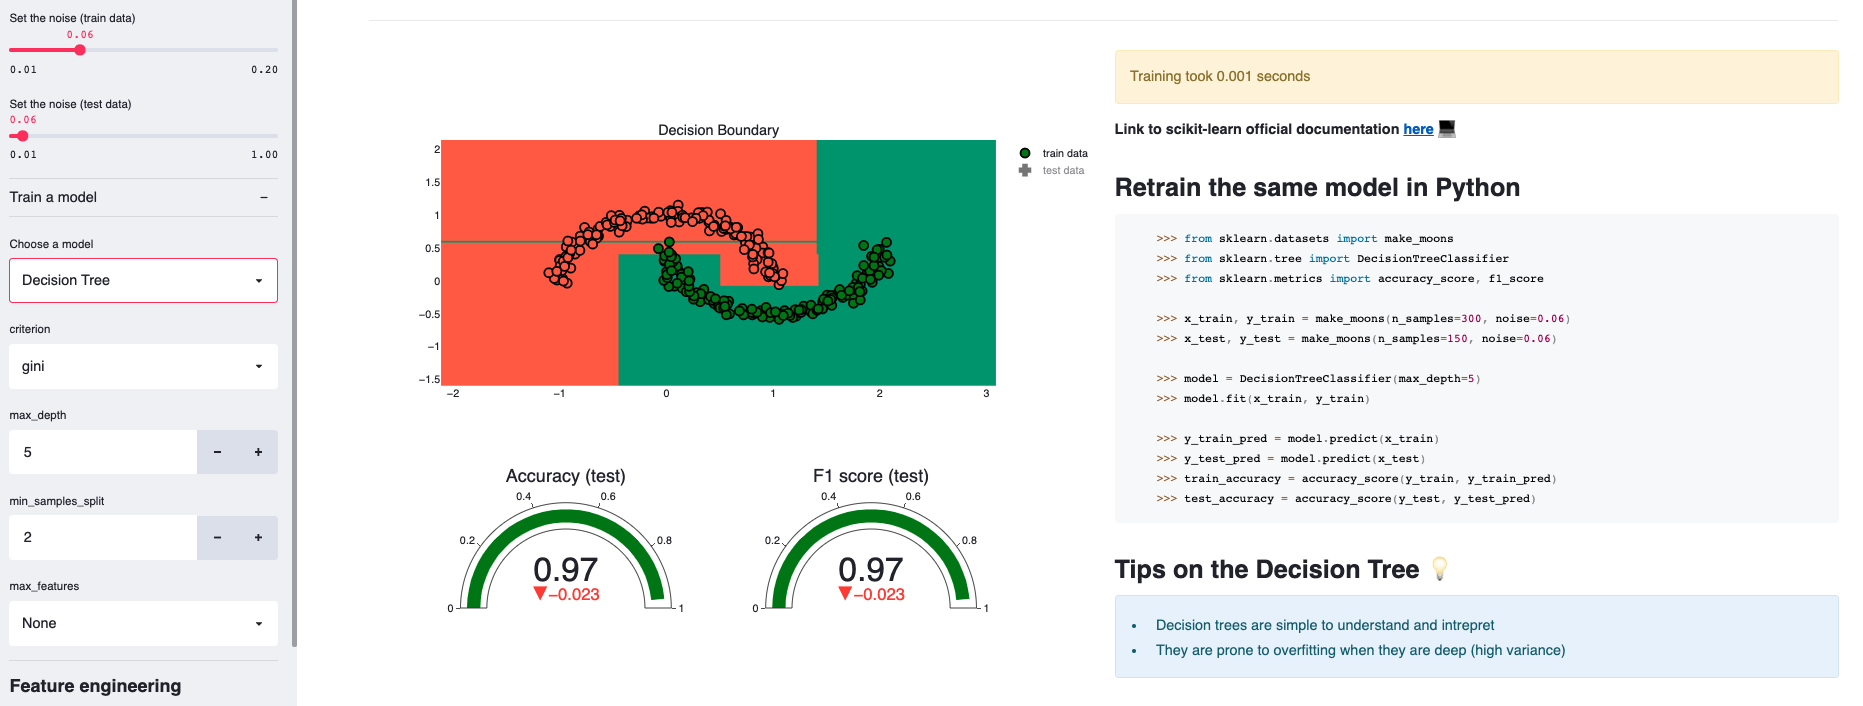 Set the noise (train data)
0.06
0.01 0.20
Set the noise (test data)
0.06
0.01 1.00
Train a model −
Choose a model
Decision Tree
criterion
gini
max_depth
5 − +
min_samples_split
2 − +
max_features
None
Feature engineering
Decision Boundary
2
1.5
1
0.5
0
−0.5
−1
−1.5
−2 −1 0 1 2 3
train data
test data
Accuracy (test)
0 0.2 0.4 0.6 0.8 1
0.97
▼−0.023
F1 score (test)
0 0.2 0.4 0.6 0.8 1
0.97
▼−0.023
Training took 0.001 seconds
Link to scikit-learn official documentation here 💻
Retrain the same model in Python
>>> from sklearn.datasets import make_moons
>>> from sklearn.tree import DecisionTreeClassifier
>>> from sklearn.metrics import accuracy_score, f1_score
>>> x_train, y_train = make_moons(n_samples=300, noise=0.06)
>>> x_test, y_test = make_moons(n_samples=150, noise=0.06)
>>> model = DecisionTreeClassifier(max_depth=5)
>>> model.fit(x_train, y_train)
>>> y_train_pred = model.predict(x_train)
>>> y_test_pred = model.predict(x_test)
>>> train_accuracy = accuracy_score(y_train, y_train_pred)
>>> test_accuracy = accuracy_score(y_test, y_test_pred)
Tips on the Decision Tree 💡
• Decision trees are simple to understand and intrepret
• They are prone to overfitting when they are deep (high variance)